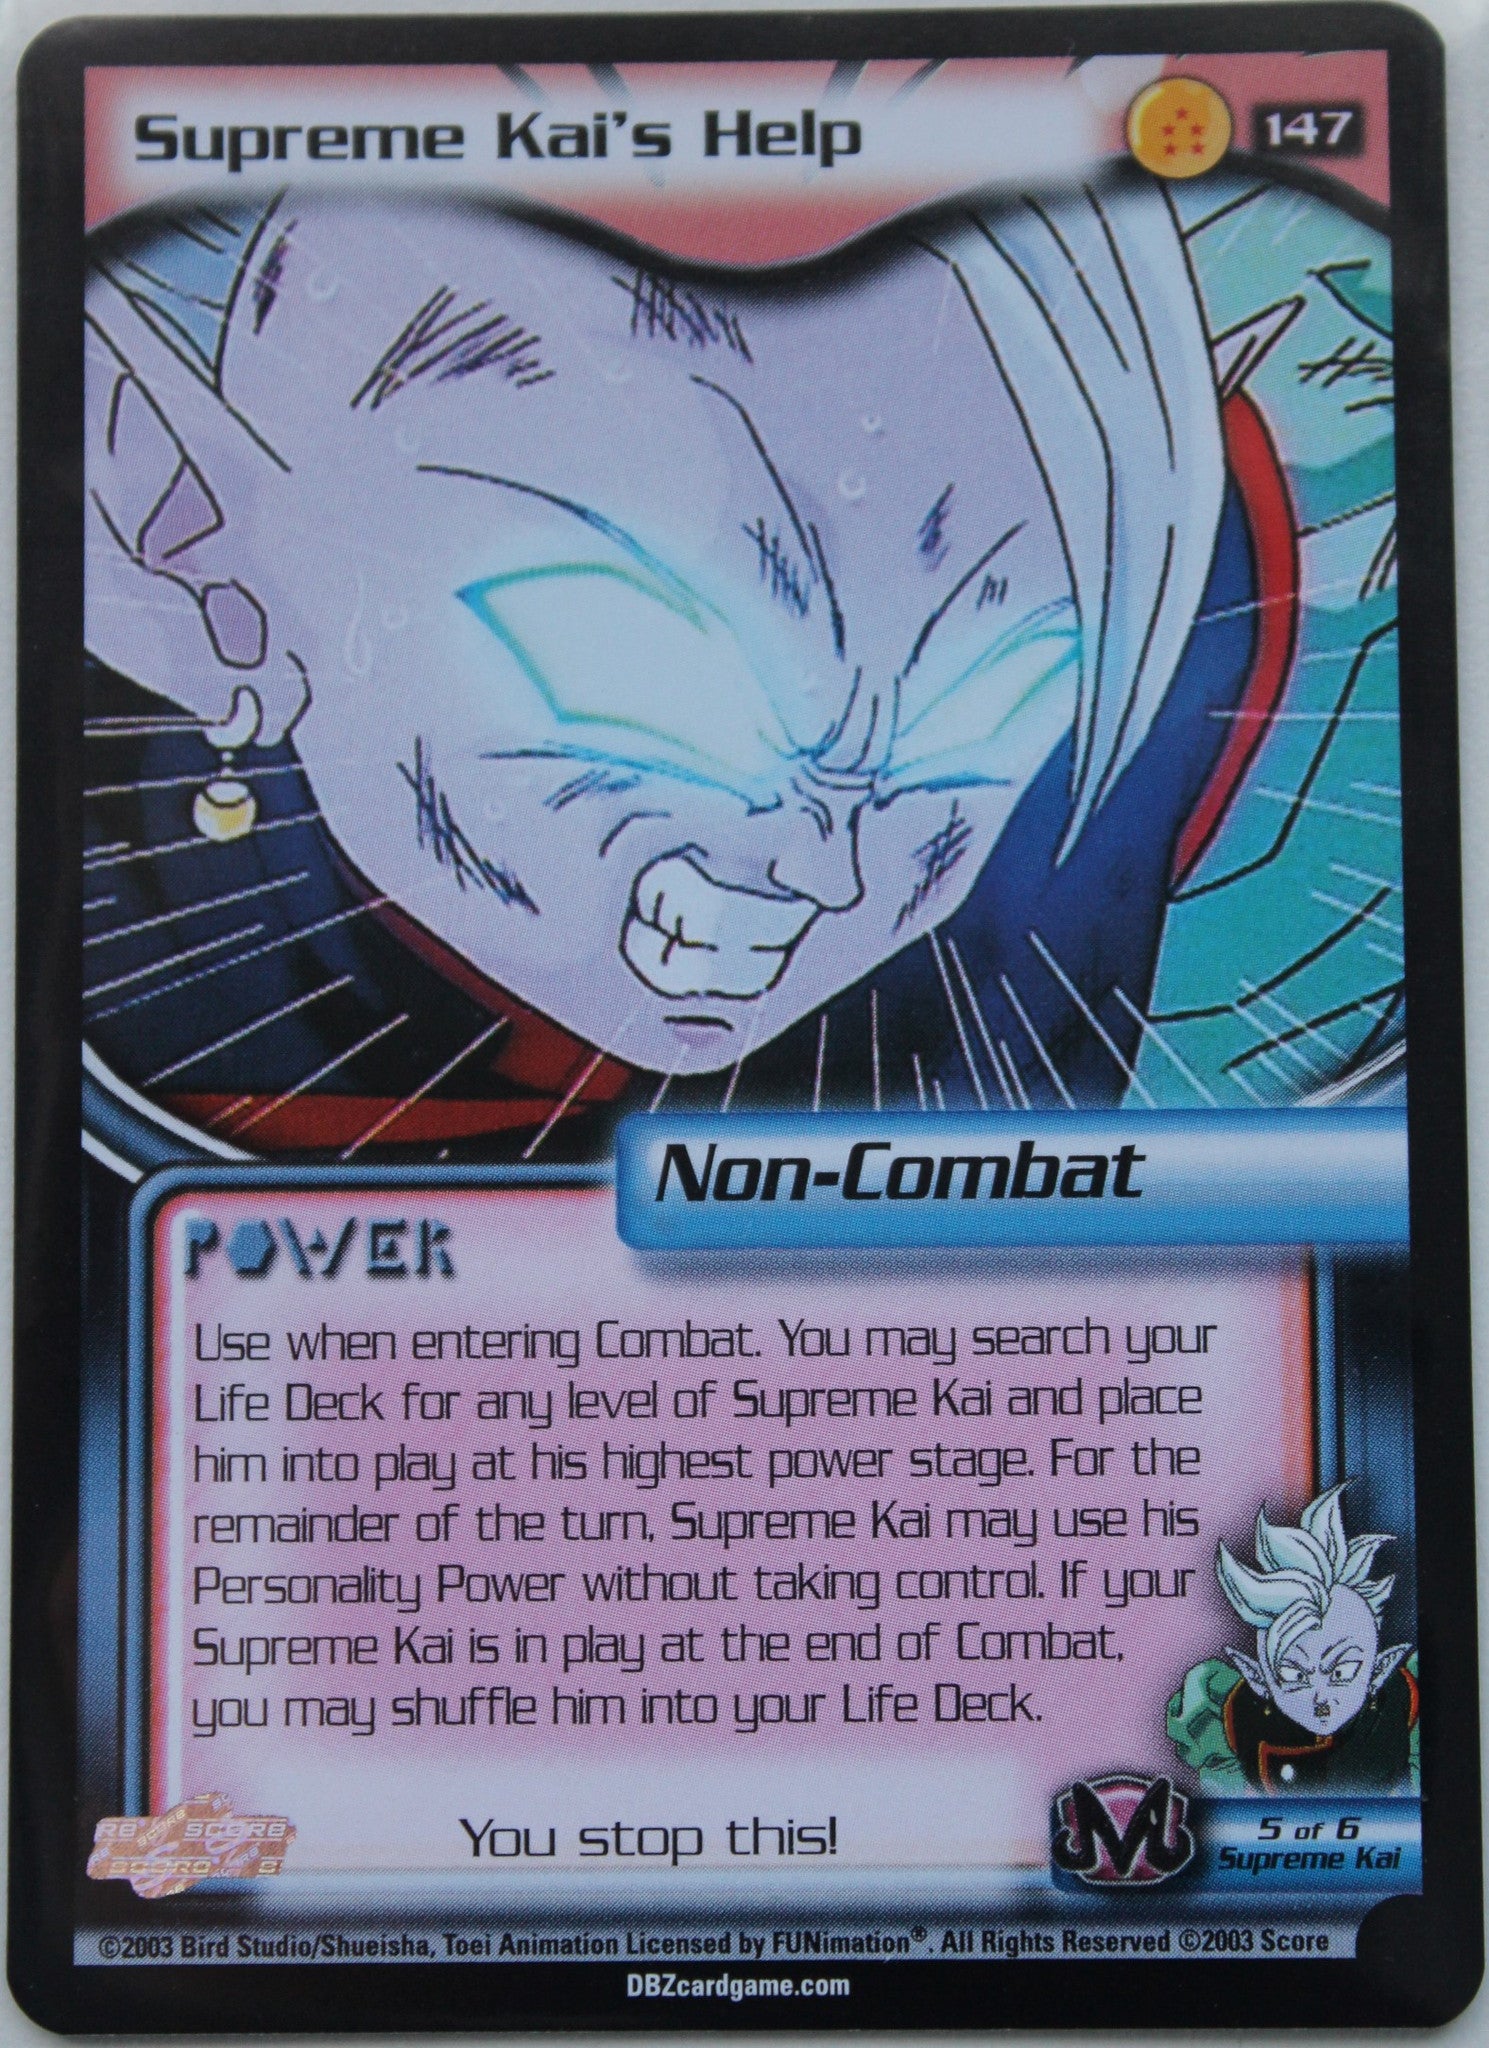 Supreme Kai's Help
147
Non-Combat
POWER
Use when entering Combat. You may search your
Life Deck for any level of Supreme Kai and place
him into play at his highest power stage. For the
remainder of the turn, Supreme Kai may use his
Personality Power without taking control. If your
Supreme Kai is in play at the end of Combat,
you may shuffle him into your Life Deck.
You stop this!
SCORE
SCORE
M
5 of 6
Supreme Kai
©2003 Bird Studio/Shueisha, Toei Animation Licensed by FUNimation®. All Rights Reserved ©2003 Score
DBZcardgame.com